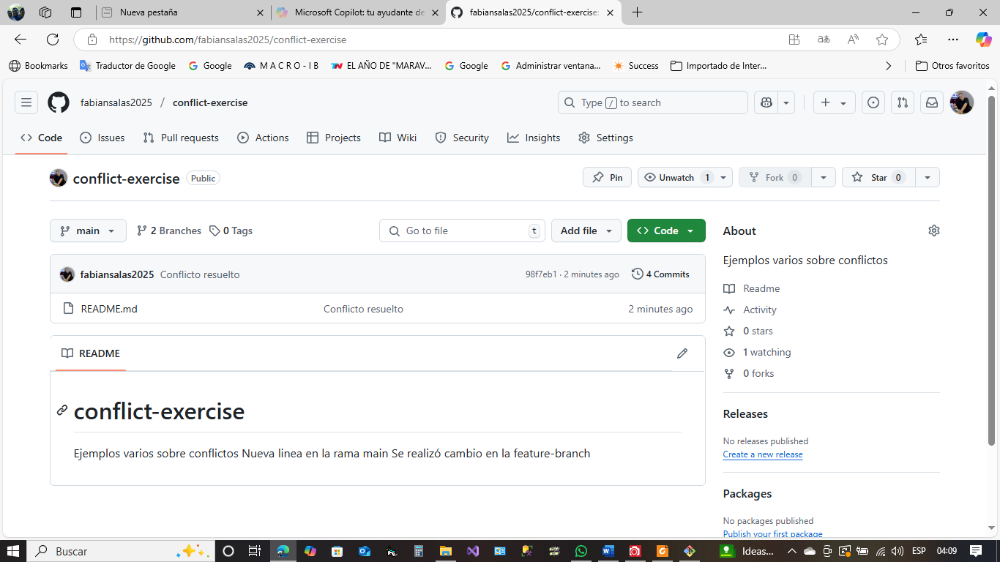 Nueva pestaña
Microsoft Copilot: tu ayudante de
fabiansalas2025/conflict-exercise:
https://github.com/fabiansalas2025/conflict-exercise
Bookmarks
Traductor de Google
Google
M A C R O - I B
EL AÑO DE "MARAV...
Google
Administrar ventana...
Success
Importado de Inter...
Otros favoritos
fabiansalas2025 / conflict-exercise
Type / to search
Code
Issues
Pull requests
Actions
Projects
Wiki
Security
Insights
Settings
conflict-exercise Public
Pin
Unwatch 1
Fork 0
Star 0
main
2 Branches
0 Tags
Go to file t
Add file
Code
fabiansalas2025 Conflicto resuelto 98f7eb1 · 2 minutes ago 4 Commits
README.md Conflicto resuelto 2 minutes ago
README
conflict-exercise
Ejemplos varios sobre conflictos Nueva linea en la rama main Se realizó cambio en la feature-branch
About
Ejemplos varios sobre conflictos
Readme
Activity
0 stars
1 watching
0 forks
Releases
No releases published
Create a new release
Packages
No packages published
Publish your first package
Buscar
Ideas...
ESP
04:09